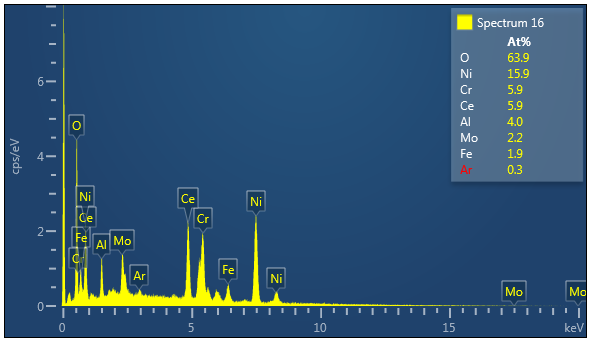 Spectrum 16
At%
O 63.9
Ni 15.9
Cr 5.9
Ce 5.9
Al 4.0
Mo 2.2
Fe 1.9
Ar 0.3
cps/eV
6
4
2
0
O
Ni
Ce
Fe
C
Al
Mo
Ar
Ce
Cr
Fe
Ni
Ni
Mo
Mo
0 5 10 15 keV